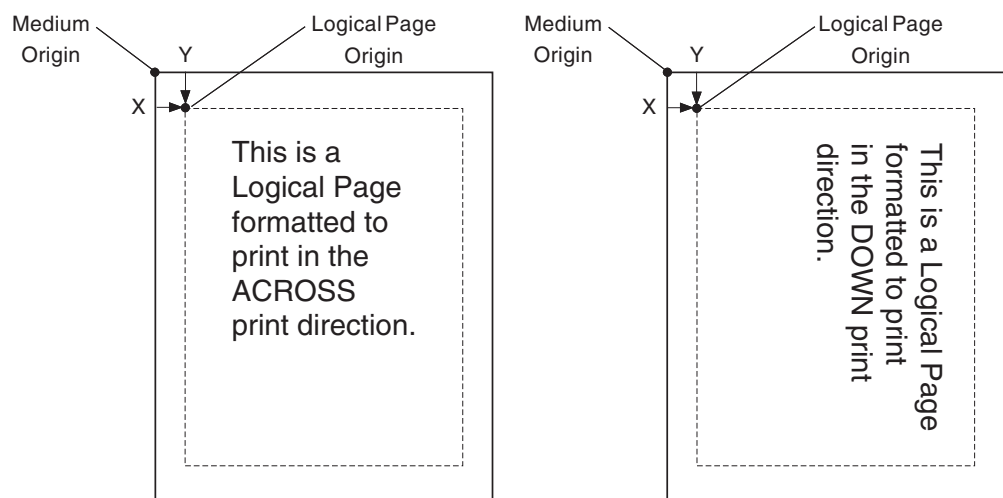 Medium
Origin
Y
Logical Page
Origin
X
This is a
Logical Page
formatted to
print in the
ACROSS
print direction.
Medium
Origin
Y
Logical Page
Origin
X
This is a Logical Page
formatted to print
in the DOWN print
direction.